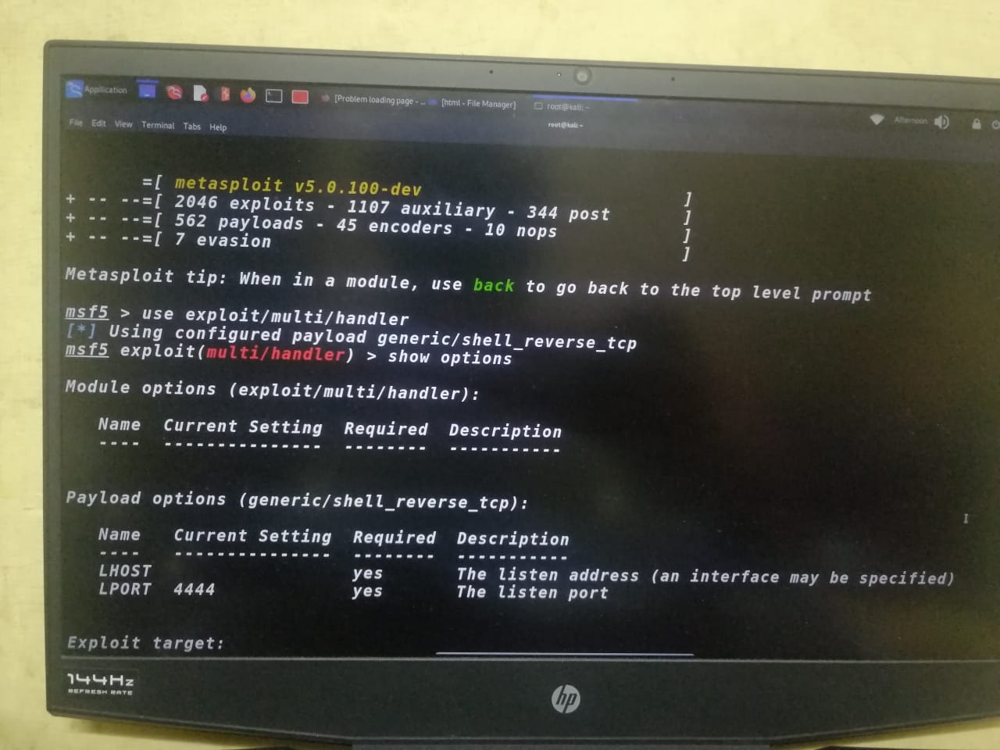 Application
[Problem loading page - ...
[html - File Manager]
root@kali: ~
Afternoon
File Edit View Terminal Tabs Help
root@kali: ~
=[ metasploit v5.0.100-dev ]
+ -- --=[ 2046 exploits - 1107 auxiliary - 344 post ]
+ -- --=[ 562 payloads - 45 encoders - 10 nops ]
+ -- --=[ 7 evasion ]
Metasploit tip: When in a module, use back to go back to the top level prompt
msf5 > use exploit/multi/handler
[*] Using configured payload generic/shell_reverse_tcp
msf5 exploit(multi/handler) > show options
Module options (exploit/multi/handler):
Name Current Setting Required Description
---- --------------- -------- -----------
Payload options (generic/shell_reverse_tcp):
Name Current Setting Required Description
---- --------------- -------- -----------
LHOST yes The listen address (an interface may be specified)
LPORT 4444 yes The listen port
Exploit target:
144Hz
REFRESH RATE
hp